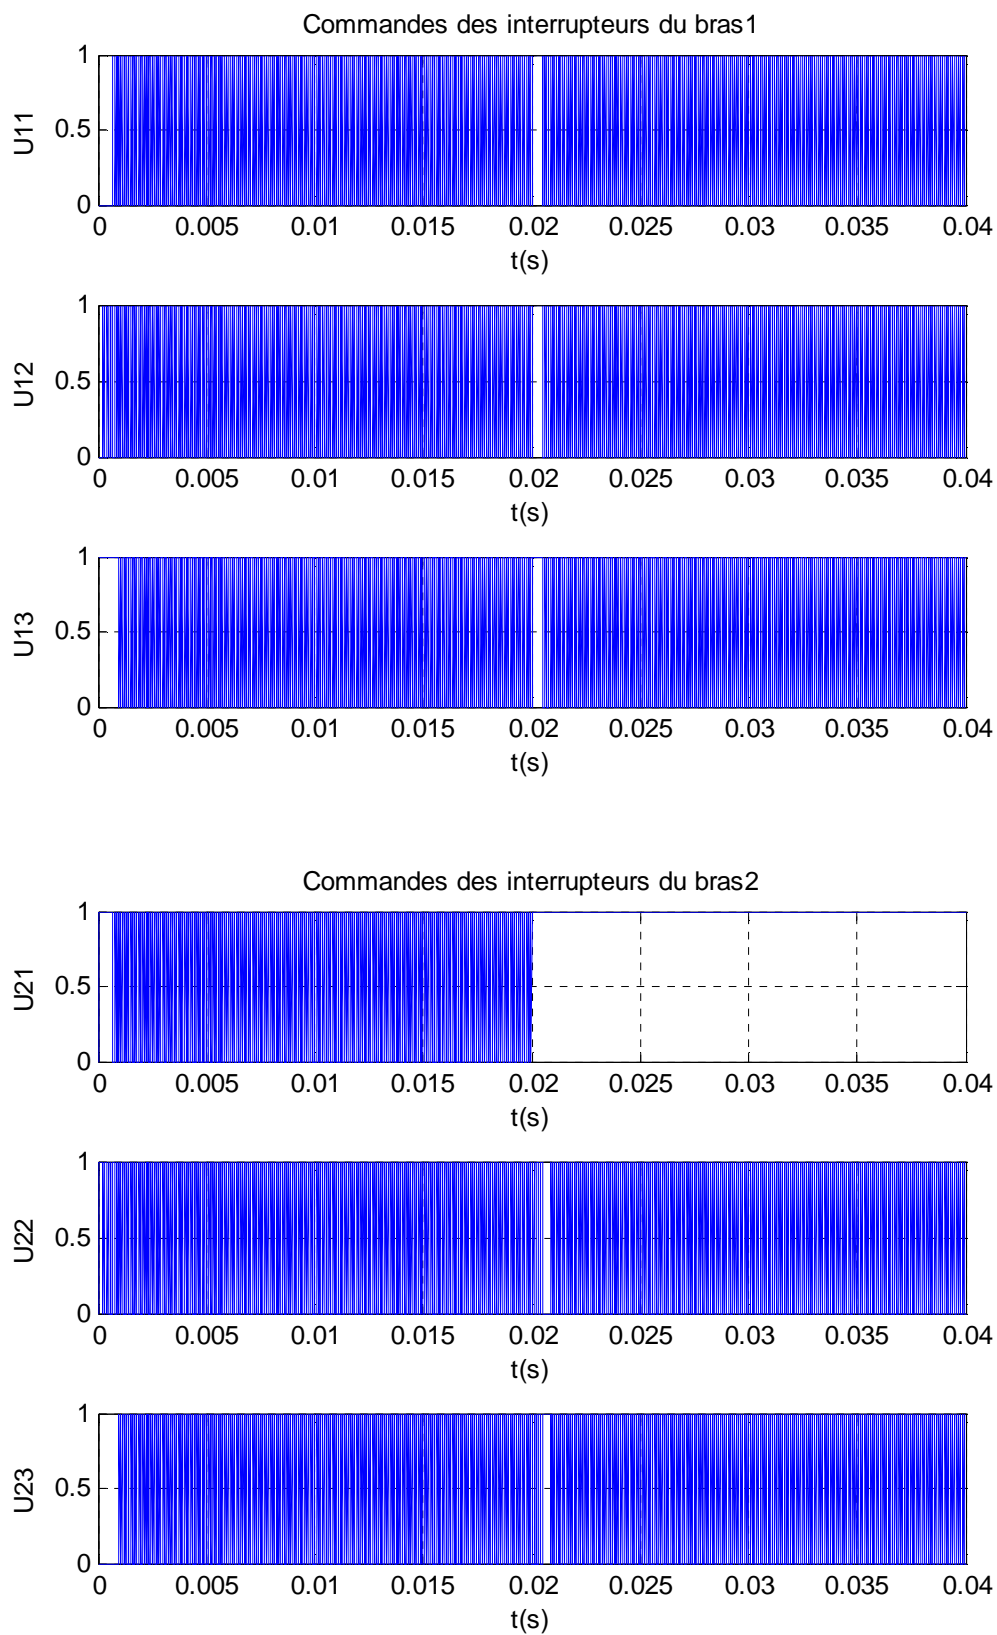 Commandes des interrupteurs du bras1
1
0.5
0
U11
0 0.005 0.01 0.015 0.02 0.025 0.03 0.035 0.04
t(s)
1
0.5
0
U12
0 0.005 0.01 0.015 0.02 0.025 0.03 0.035 0.04
t(s)
1
0.5
0
U13
0 0.005 0.01 0.015 0.02 0.025 0.03 0.035 0.04
t(s)
Commandes des interrupteurs du bras2
1
0.5
0
U21
0 0.005 0.01 0.015 0.02 0.025 0.03 0.035 0.04
t(s)
1
0.5
0
U22
0 0.005 0.01 0.015 0.02 0.025 0.03 0.035 0.04
t(s)
1
0.5
0
U23
0 0.005 0.01 0.015 0.02 0.025 0.03 0.035 0.04
t(s)